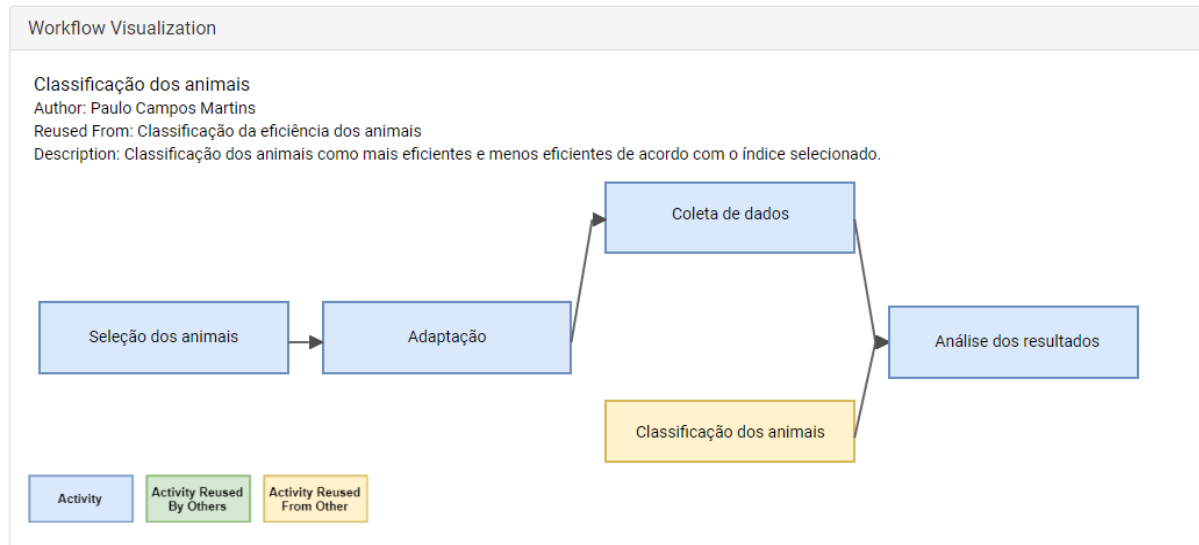 Workflow Visualization
Classificação dos animais
Author: Paulo Campos Martins
Reused From: Classificação da eficiência dos animais
Description: Classificação dos animais como mais eficientes e menos eficientes de acordo com o índice selecionado.
Coleta de dados
Seleção dos animais
Adaptação
Análise dos resultados
Classificação dos animais
Activity
Activity Reused
By Others
Activity Reused
From Other